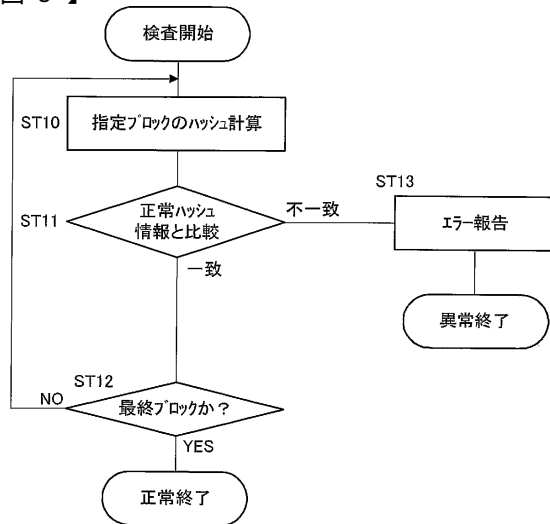 検査開始
ST10
指定ブロックのハッシュ計算
ST13
ST11
正常ハッシュ
情報と比較
不一致
エラー報告
一致
異常終了
ST12
NO
最終ブロックか？
YES
正常終了